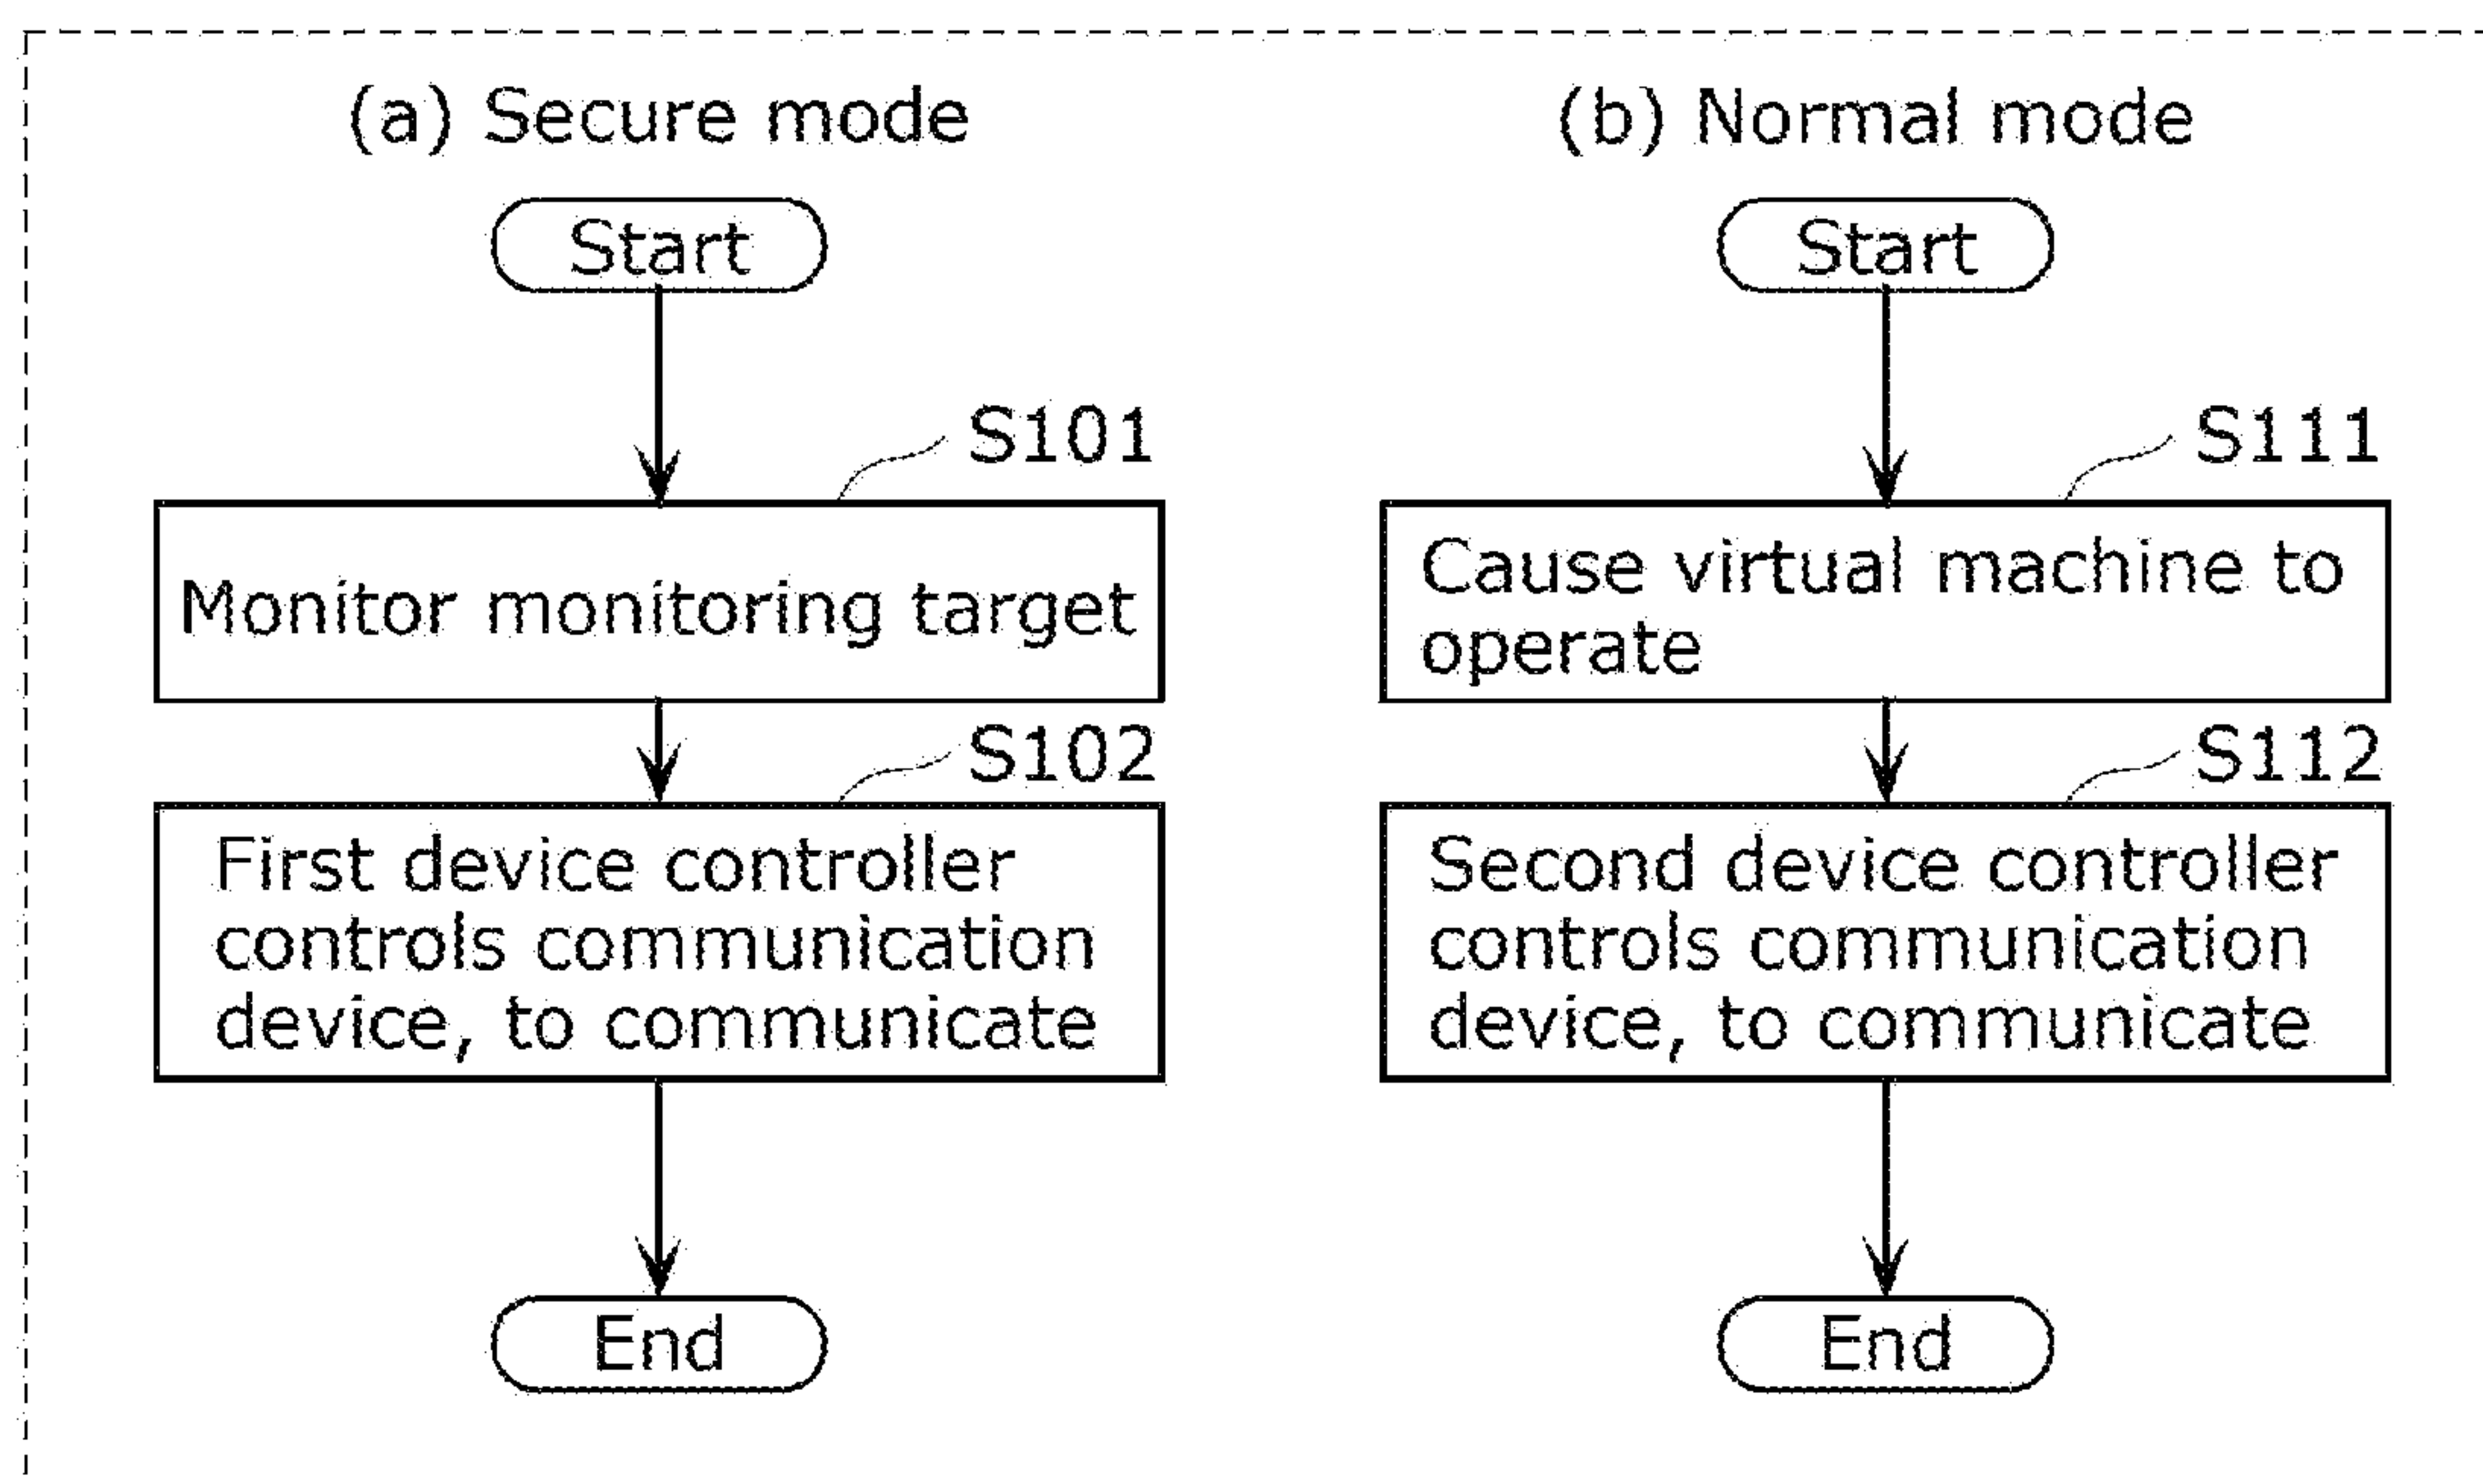 (a) Secure mode
Start
S101
Monitor monitoring target
S102
First device controller
controls communication
device, to communicate
End
(b) Normal mode
Start
S111
Cause virtual machine to
operate
S112
Second device controller
controls communication
device, to communicate
End